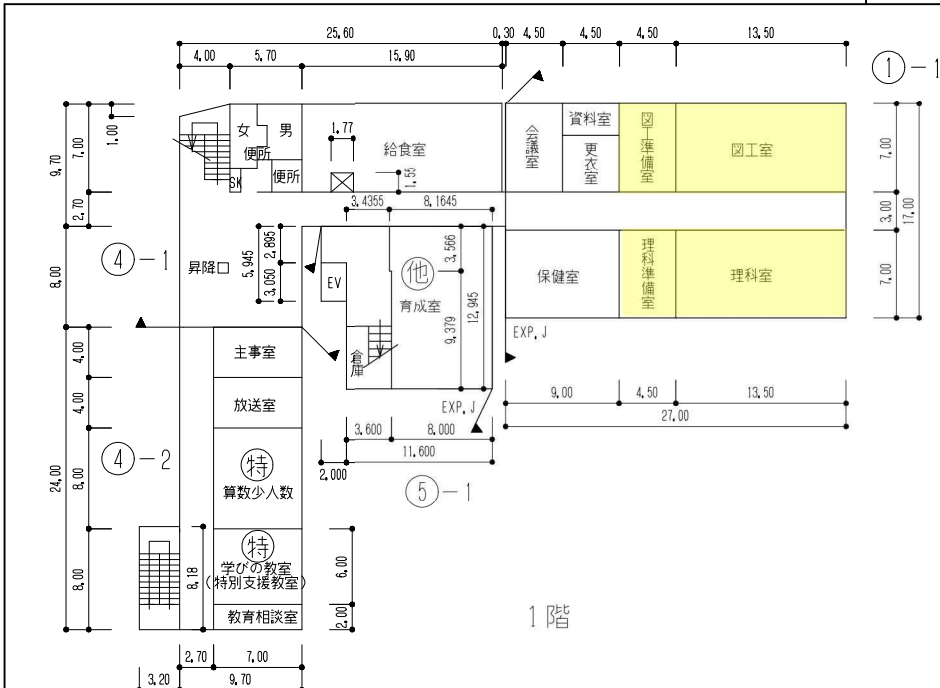 25.60
0.30 4.50 4.50 4.50 13.50
4.00 5.70 15.90
①-1
1.00
7.00
9.70
2.70
女 男
便所
便所
SK
1.77
給食室
1.55
会議室
資料室
更衣室
図工準備室
図工室
7.00
3.00
17.00
7.00
3.4355 8.1645
④-1
8.00
昇降口
5.945
2.895
3.050
EV
他
育成室
3.566
9.379
12.945
倉庫
保健室
理科準備室
理科室
EXP,J
EXP,J
9.00 4.50 13.50
27.00
4.00
主事室
4.00
放送室
3.600 8.000
2.000 11.600
④-2
⑤-1
24.00
8.00
特
算数少人数
8.00
8.18
特
学びの教室
(特別支援教室)
6.00
教育相談室
2.00
1階
2.70 7.00
3.20 9.70